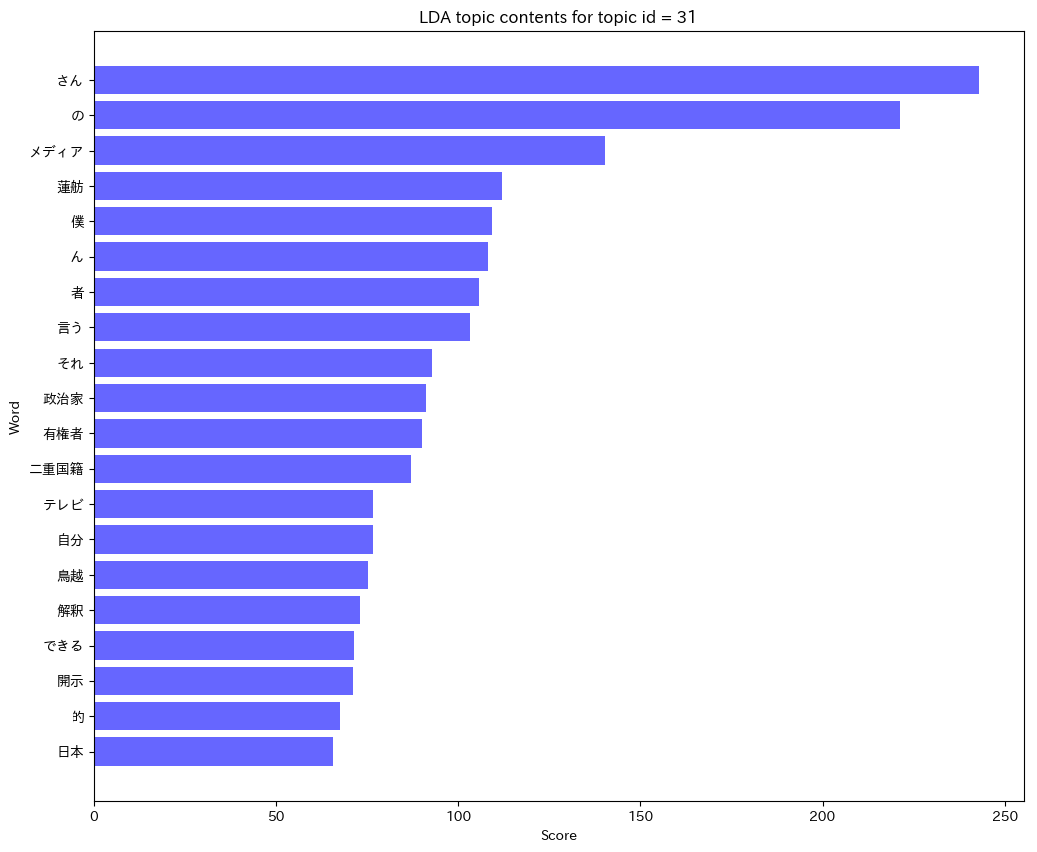 LDA topic contents for topic id = 31
さん
の
メディア
蓮舫
僕
ん
者
言う
それ
政治家
有権者
二重国籍
テレビ
自分
鳥越
解釈
できる
開示
的
日本
Word
0 50 100 150 200 250
Score